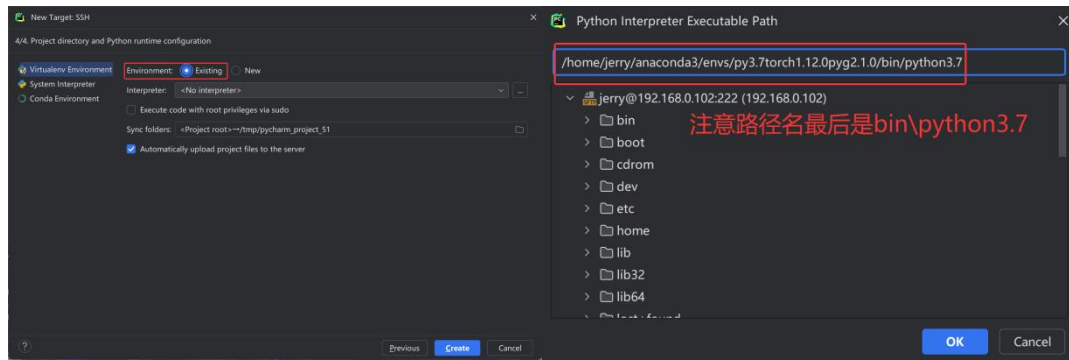 New Target: SSH
4/4. Project directory and Python runtime configuration
Virtualenv Environment
System Interpreter
Conda Environment
Environment: Existing New
Interpreter: <No interpreter>
Execute code with root privileges via sudo
Sync folders: <Project root>→/tmp/pycharm_project_51
Automatically upload project files to the server
? Previous Create Cancel
Python Interpreter Executable Path
/home/jerry/anaconda3/envs/py3.7torch1.12.0pyg2.1.0/bin/python3.7
jerry@192.168.0.102:222 (192.168.0.102)
注意路径名最后是bin\python3.7
bin
boot
cdrom
dev
etc
home
lib
lib32
lib64
OK Cancel